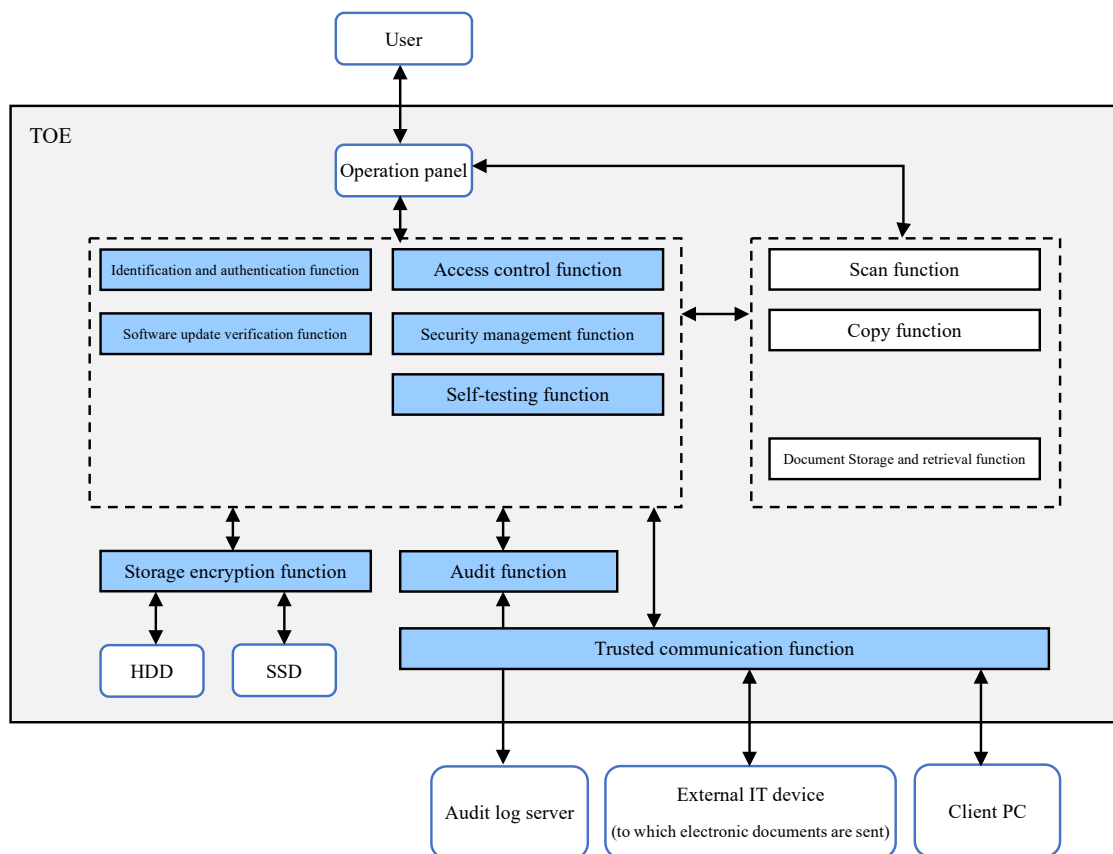 User
TOE
Operation panel
Identification and authentication function
Access control function
Scan function
Software update verification function
Security management function
Copy function
Self-testing function
Document Storage and retrieval function
Storage encryption function
Audit function
Trusted communication function
HDD
SSD
Audit log server
External IT device
(to which electronic documents are sent)
Client PC